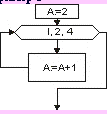 A=2
I, 2, 4
A=A+1